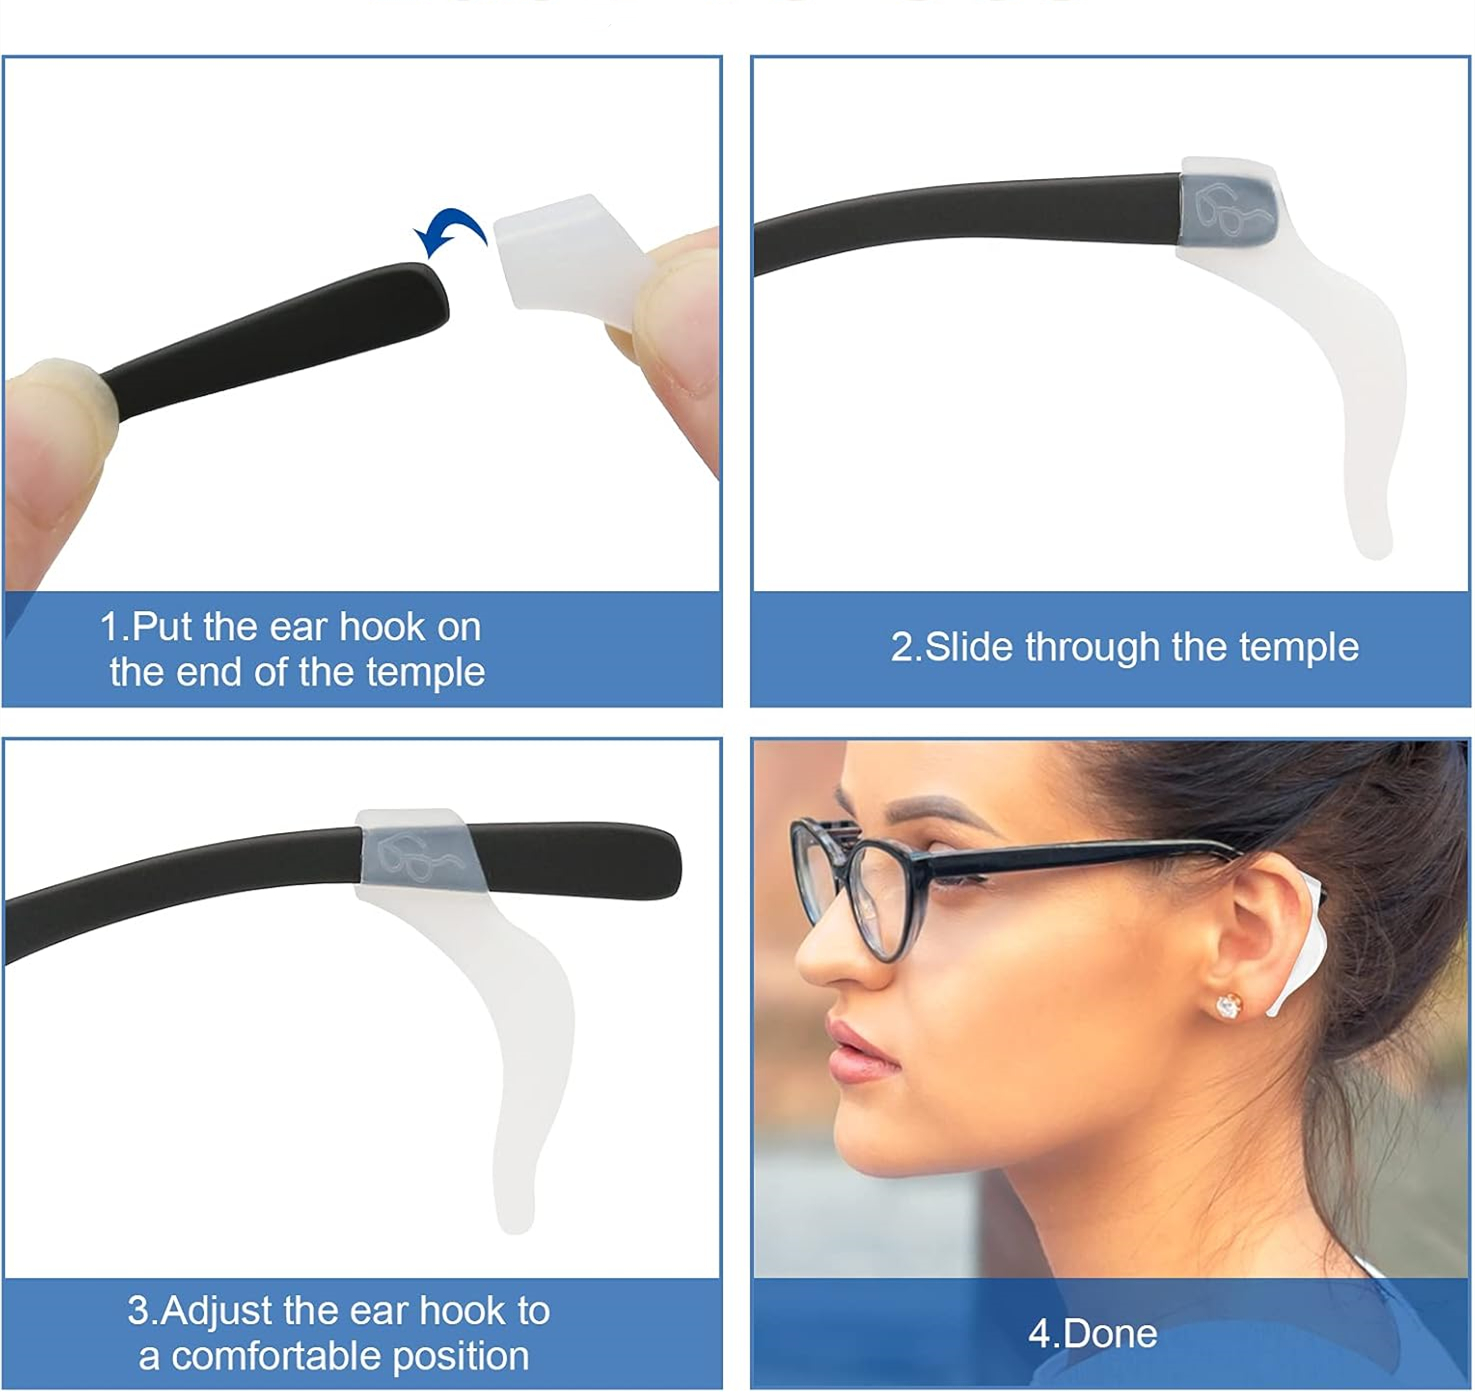 1.Put the ear hook on
the end of the temple
2.Slide through the temple
3.Adjust the ear hook to
a comfortable position
4.Done